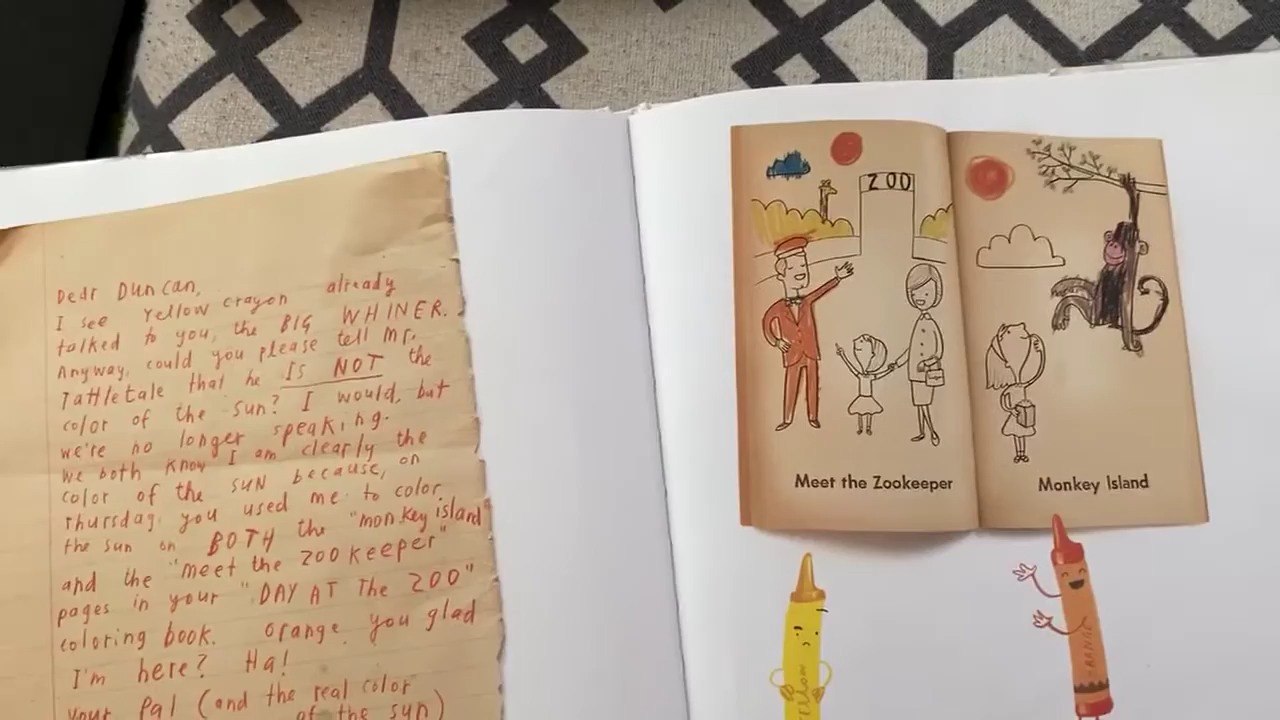 Dear Duncan,
I see Yellow crayon already
talked to you, the BIG WHINER.
Anyway, could you please tell Mr.
Tattletale that he IS NOT the
color of the sun? I would, but
we're no longer speaking.
We both know I am clearly the
color of the sun because, on
Thursday, you used me to color
the sun on BOTH the "monkey island"
and the "meet the zookeeper"
pages in your "DAY AT The ZOO"
coloring book. Orange you glad
I'm here? Ha!
Your Pal (and the real color
of the sun)
ZOO
Meet the Zookeeper
Monkey Island
Yellow